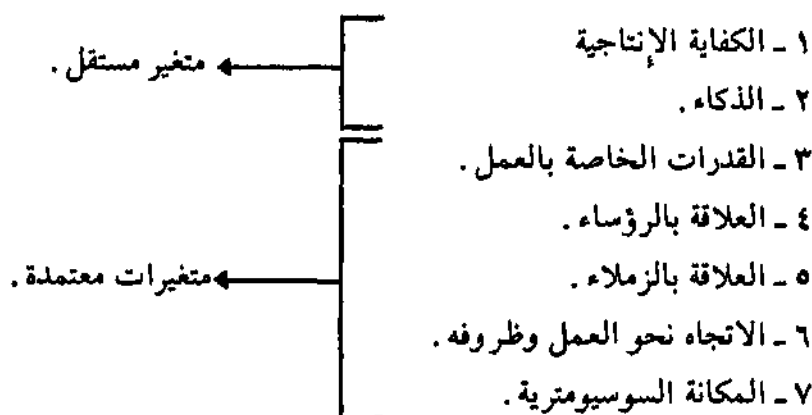 ١ ـ الكفاية الإنتاجية
٢ ـ الذكاء .
٣ ـ القدرات الخاصة بالعمل .
٤ ـ العلاقة بالرؤساء .
٥ ـ العلاقة بالزملاء .
٦ ـ الاتجاه نحو العمل وظروفه .
٧ ـ المكانة السوسيومترية .
متغير مستقل .
متغيرات معتمدة .